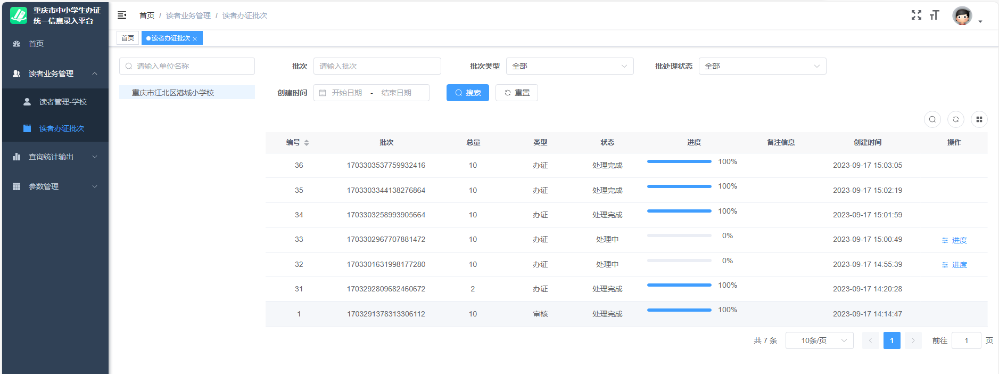 重庆市中小学生办证
统一信息录入平台
首页 / 读者业务管理 / 读者办证批次
首页
读者办证批次 ×
首页
读者业务管理
读者管理-学校
读者办证批次
查询统计输出
参数管理
请输入单位名称
重庆市江北区港城小学校
批次 请输入批次 批次类型 全部 批处理状态 全部
创建时间 开始日期 - 结束日期 搜索 重置
编号 批次 总量 类型 状态 进度 备注信息 创建时间 操作
36 1703303537759932416 10 办证 处理完成 100% 2023-09-17 15:03:05
35 1703303344138276864 10 办证 处理完成 100% 2023-09-17 15:02:19
34 1703303258993905664 10 办证 处理完成 100% 2023-09-17 15:01:59
33 1703302967707881472 10 办证 处理中 0% 2023-09-17 15:00:49 进度
32 1703301631998177280 10 办证 处理中 0% 2023-09-17 14:55:39 进度
31 1703292809682460672 2 办证 处理完成 100% 2023-09-17 14:20:28
1 1703291378313306112 10 审核 处理完成 100% 2023-09-17 14:14:47
共 7 条 10条/页 1 前往 1 页